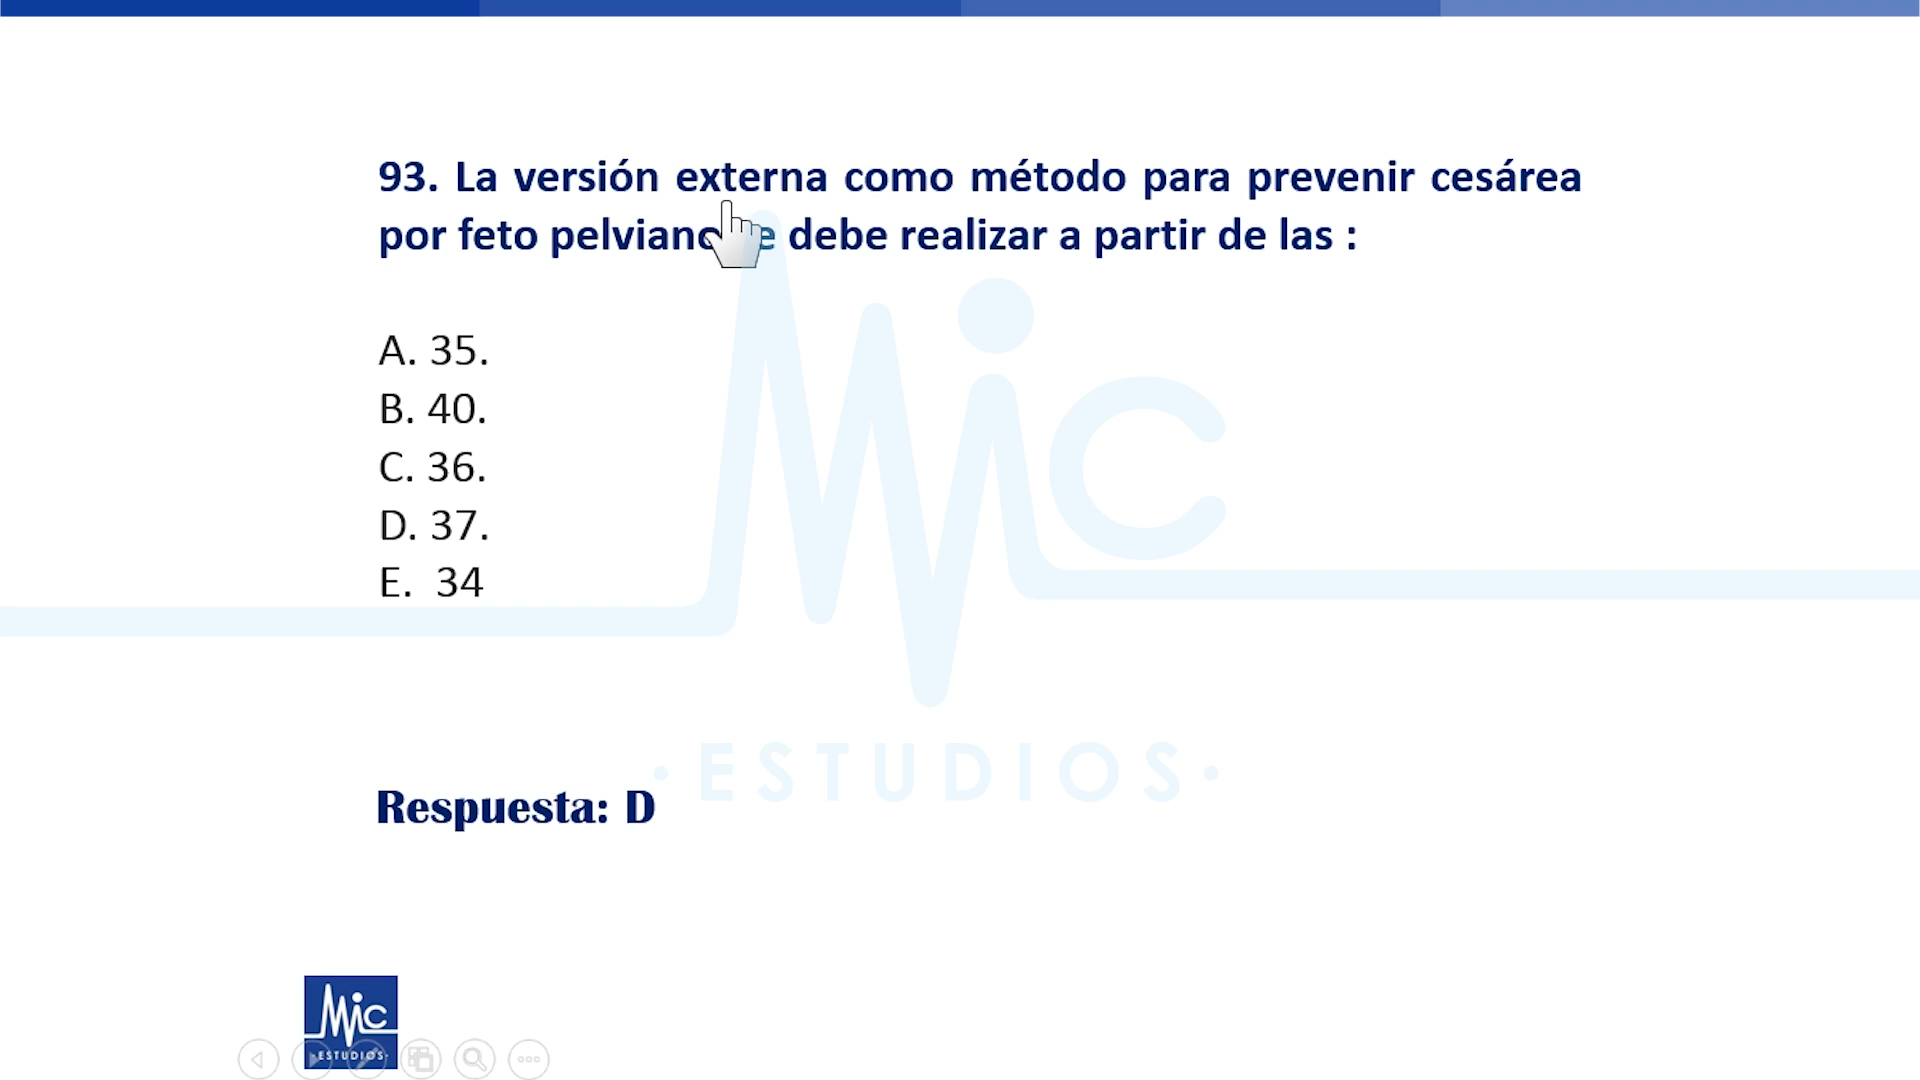 93. La versión externa como método para prevenir cesárea
por feto pelviano debe realizar a partir de las :
A. 35.
B. 40.
C. 36.
D. 37.
E. 34
Mic
·ESTUDIOS·
Respuesta: D
Mic
·ESTUDIOS·